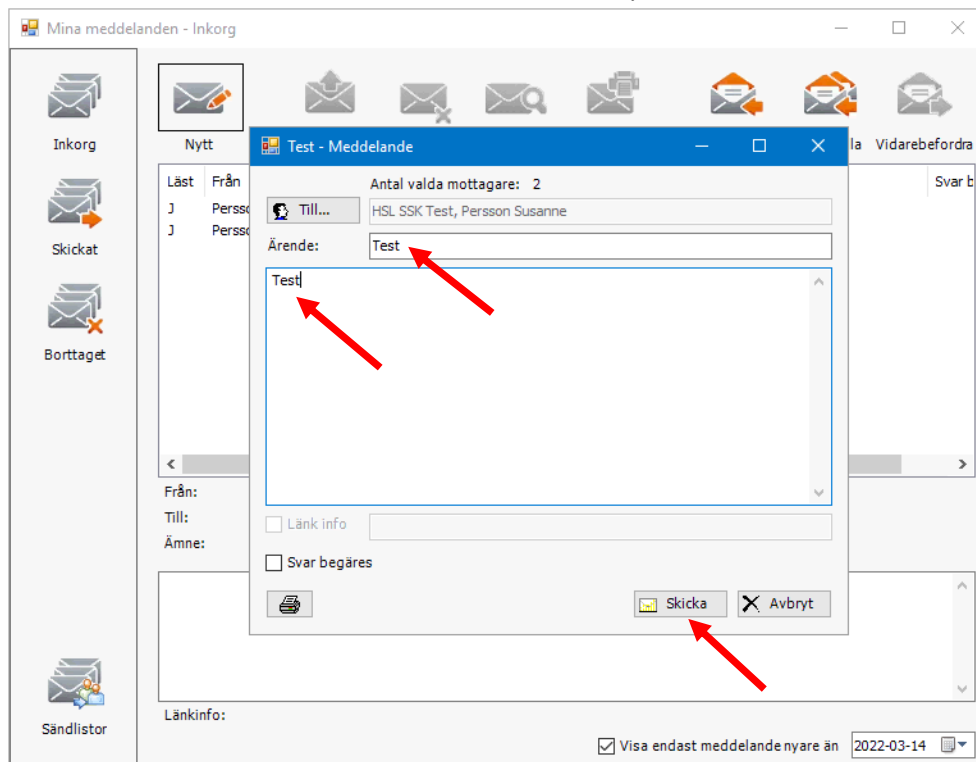 Mina meddelanden - Inkorg
Inkorg
Skickat
Borttaget
Sändlistor
Nytt
la Vidarebefordra
Läst Från Svar b
J Persso
J Persso
Test - Meddelande
Antal valda mottagare: 2
Till... HSL SSK Test, Persson Susanne
Ärende: Test
Test
Länk info
Svar begäres
Skicka Avbryt
Från:
Till:
Ämne:
Länkinfo:
Visa endast meddelande nyare än 2022-03-14